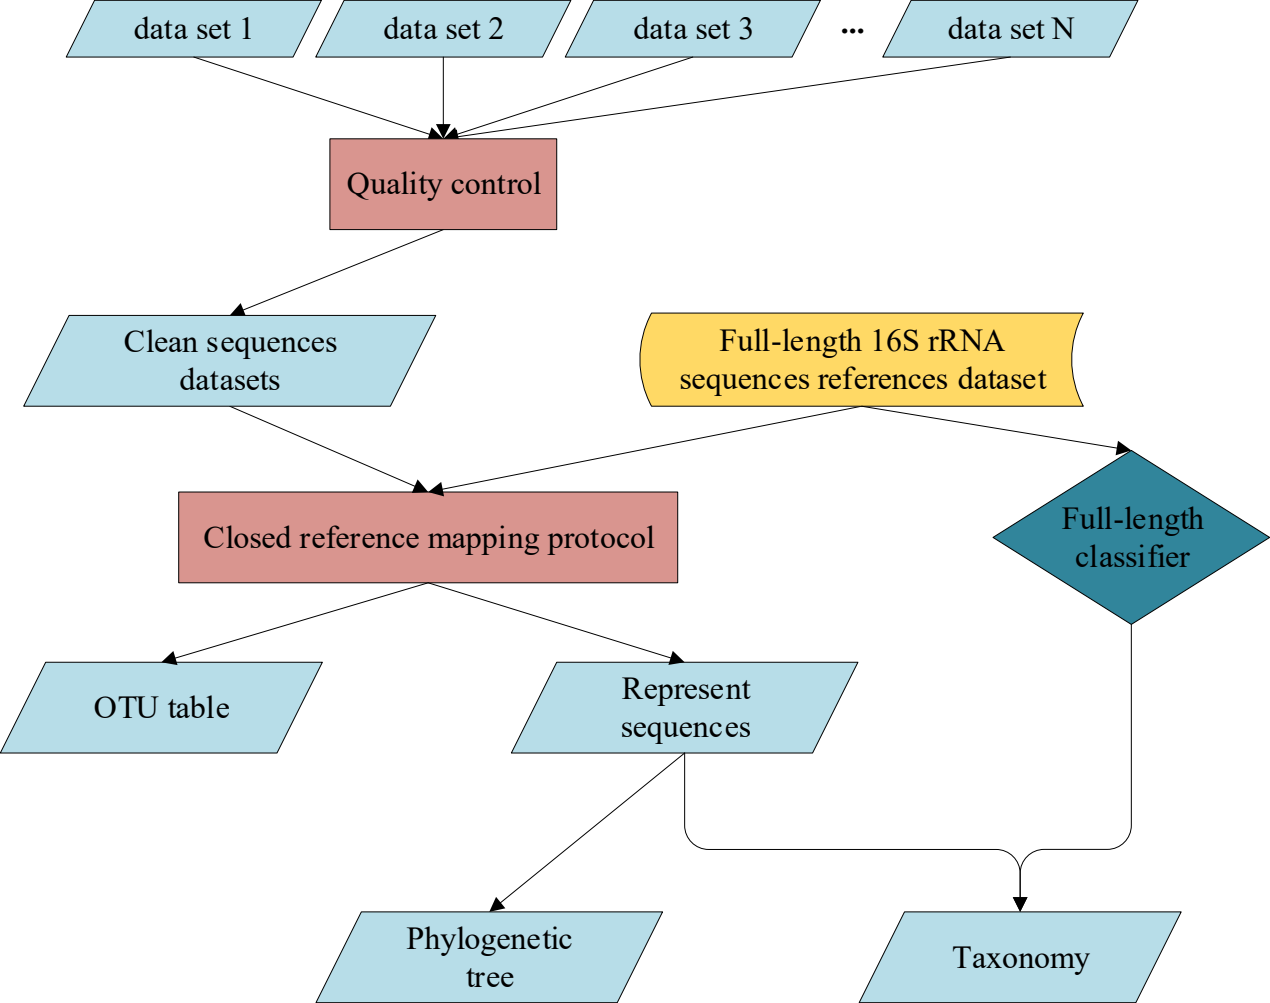 data set 1
data set 2
data set 3
...
data set N
Quality control
Clean sequences
datasets
Full-length 16S rRNA
sequences references dataset
Closed reference mapping protocol
Full-length
classifier
OTU table
Represent
sequences
Phylogenetic
tree
Taxonomy